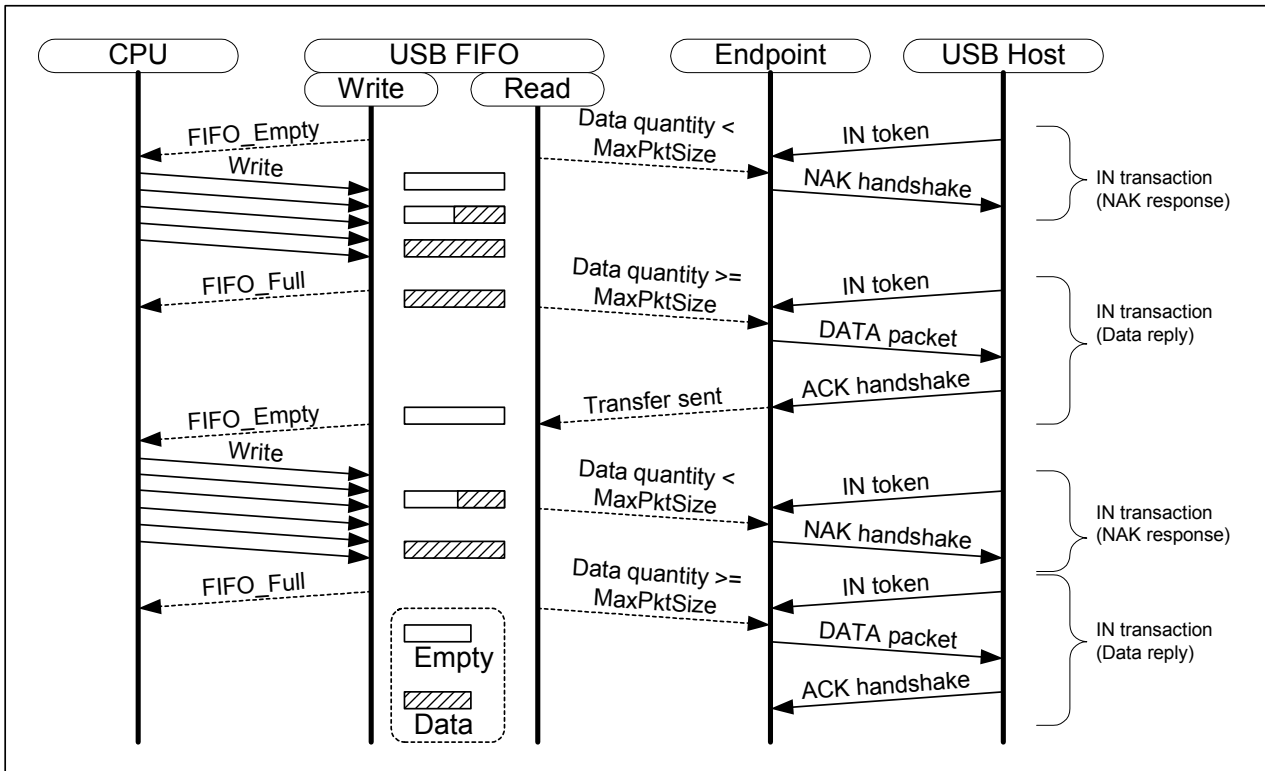 CPU
USB FIFO
Endpoint
USB Host
Write
Read
FIFO_Empty
Data quantity <
MaxPktSize
IN token
Write
NAK handshake
IN transaction
(NAK response)
FIFO_Full
Data quantity >=
MaxPktSize
IN token
DATA packet
IN transaction
(Data reply)
ACK handshake
Transfer sent
FIFO_Empty
Write
Data quantity <
MaxPktSize
IN token
NAK handshake
IN transaction
(NAK response)
FIFO_Full
Data quantity >=
MaxPktSize
IN token
DATA packet
IN transaction
(Data reply)
ACK handshake
Empty
Data